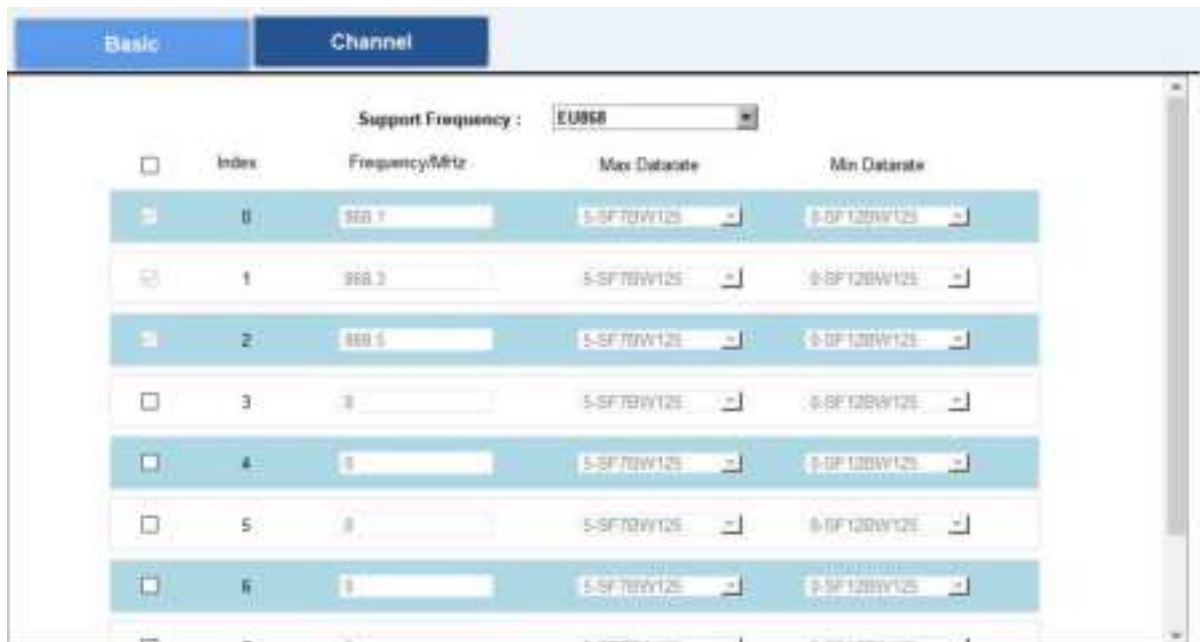 Basic Channel
Support Frequency : EU868
Index Frequency/MHz Max Datarate Min Datarate
0 868.1 5-SF7BW125 0-SF12BW125
1 868.3 5-SF7BW125 0-SF12BW125
2 868.5 5-SF7BW125 0-SF12BW125
3 0 5-SF7BW125 0-SF12BW125
4 0 5-SF7BW125 0-SF12BW125
5 0 5-SF7BW125 0-SF12BW125
6 0 5-SF7BW125 0-SF12BW125